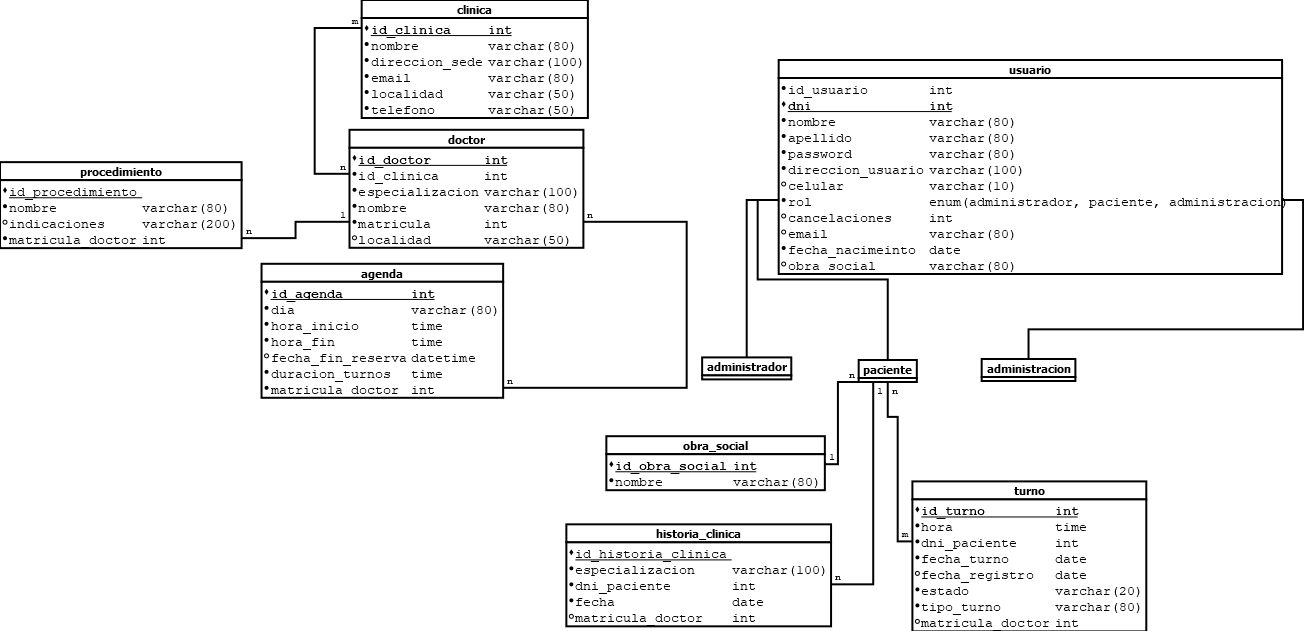 clinica
m
id_clinica int
nombre varchar(80)
direccion_sede varchar(100)
email varchar(80)
localidad varchar(50)
telefono varchar(50)
doctor
n
id_doctor int
id_clinica int
especializacion varchar(100)
nombre varchar(80)
matricula int
localidad varchar(50)
1
n
procedimiento
id_procedimiento
nombre varchar(80)
indicaciones varchar(200)
matricula_doctor int
n
agenda
id_agenda int
dia varchar(80)
hora_inicio time
hora_fin time
fecha_fin_reserva datetime
duracion_turnos time
matricula_doctor int
n
usuario
id_usuario int
dni int
nombre varchar(80)
apellido varchar(80)
password varchar(80)
direccion_usuario varchar(100)
celular varchar(10)
rol enum(administrador, paciente, administracion)
cancelaciones int
email varchar(80)
fecha_nacimeinto date
obra_social varchar(80)
administrador
paciente
administracion
n
1 n
obra_social
id_obra_social int
nombre varchar(80)
1
historia_clinica
id_historia_clinica
especializacion varchar(100)
dni_paciente int
fecha date
matricula_doctor int
n
turno
id_turno int
hora time
dni_paciente int
fecha_turno date
fecha_registro date
estado varchar(20)
tipo_turno varchar(80)
matricula_doctor int
m